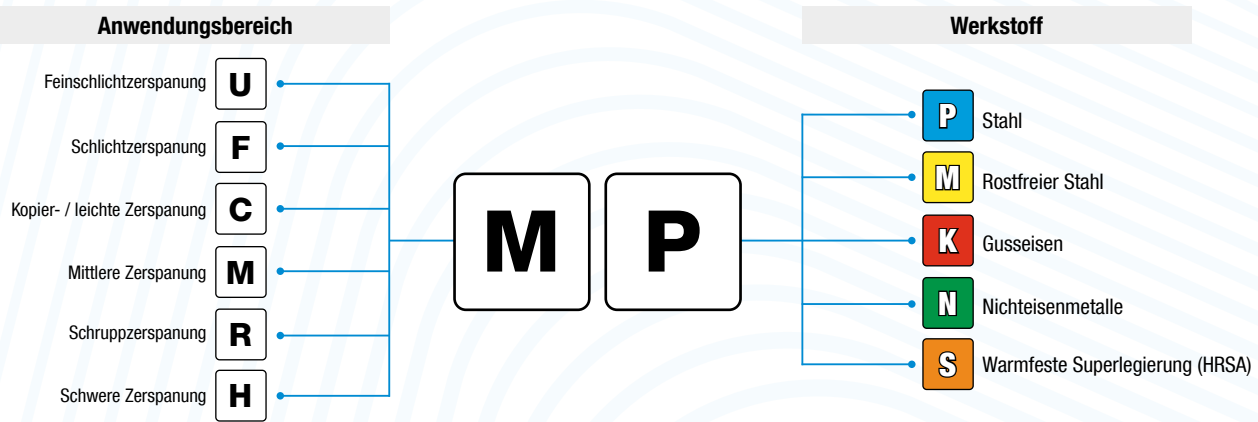 Anwendungsbereich
Feinschlichtzerspanung U
Schlichtzerspanung F
Kopier- / leichte Zerspanung C
Mittlere Zerspanung M
Schruppzerspanung R
Schwere Zerspanung H
M P
Werkstoff
P Stahl
M Rostfreier Stahl
K Gusseisen
N Nichteisenmetalle
S Warmfeste Superlegierung (HRSA)